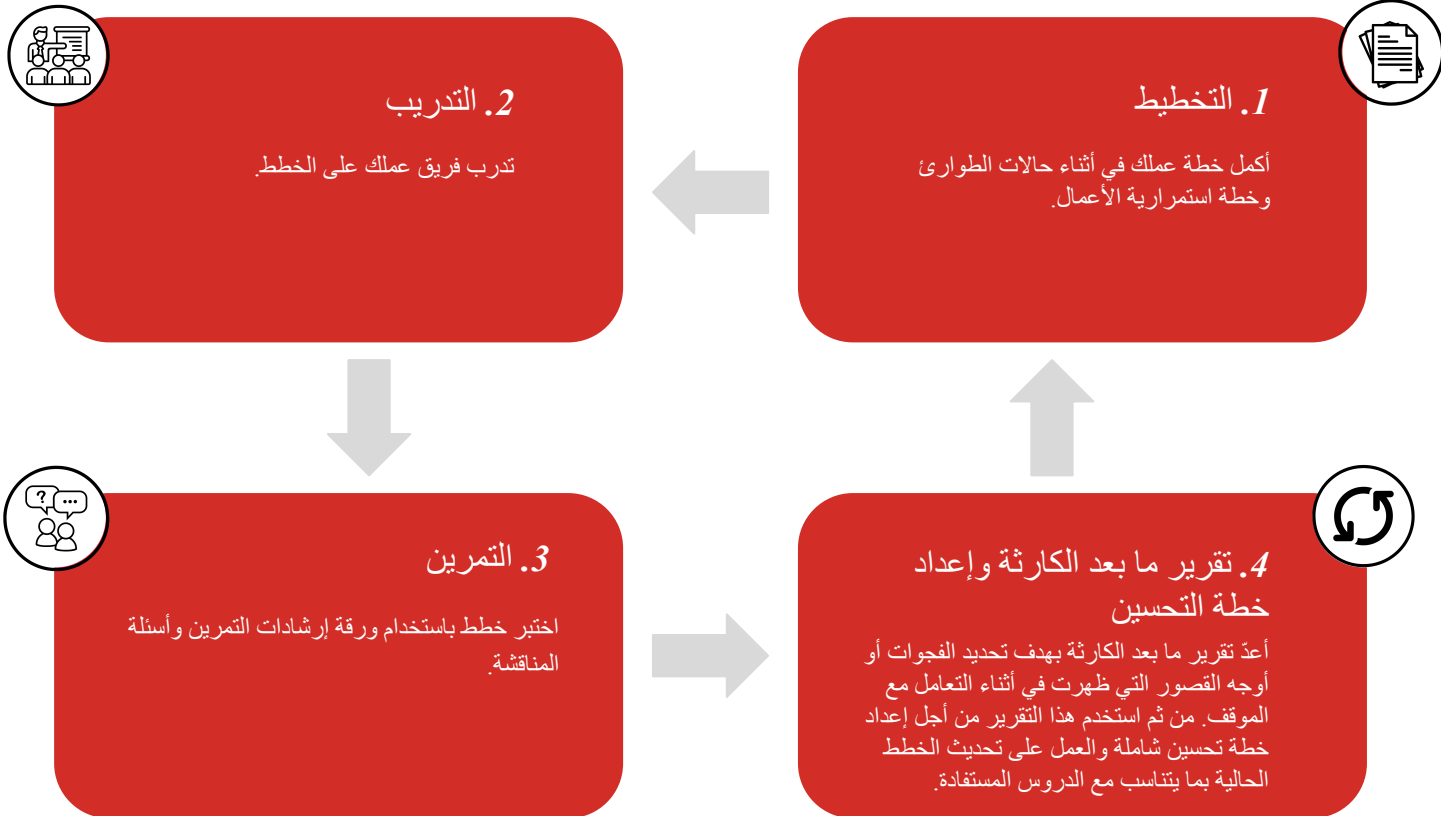 1. التخطيط
أكمل خطة عملك في أثناء حالات الطوارئ
وخطة استمرارية الأعمال.
2. التدريب
تدرب فريق عملك على الخطط.
3. التمرين
اختبر خطط باستخدام ورقة إرشادات التمرين وأسئلة
المناقشة.
4. تقرير ما بعد الكارثة وإعداد
خطة التحسين
أعدّ تقرير ما بعد الكارثة بهدف تحديد الفجوات أو
أوجه القصور التي ظهرت في أثناء التعامل مع
الموقف. من ثم استخدم هذا التقرير من أجل إعداد
خطة تحسين شاملة والعمل على تحديث الخطط
الحالية بما يتناسب مع الدروس المستفادة.